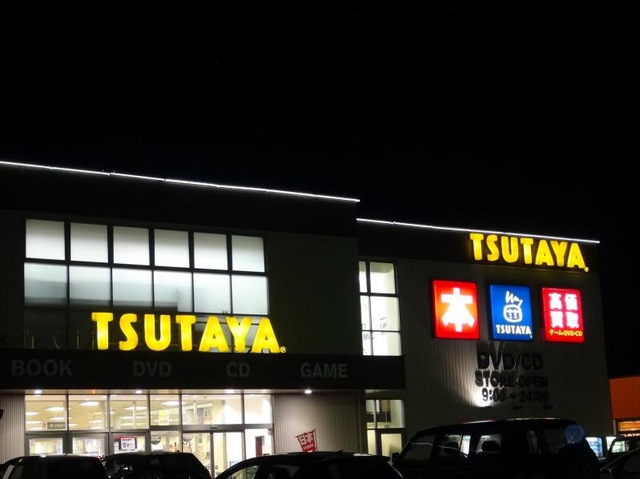 TSUTAYA
本
TSUTAYA
高価
買取
ゲーム・DVD・CD
TSUTAYA
BOOK DVD CD GAME
DVD/CD
STORE OPEN
9:00~24:00